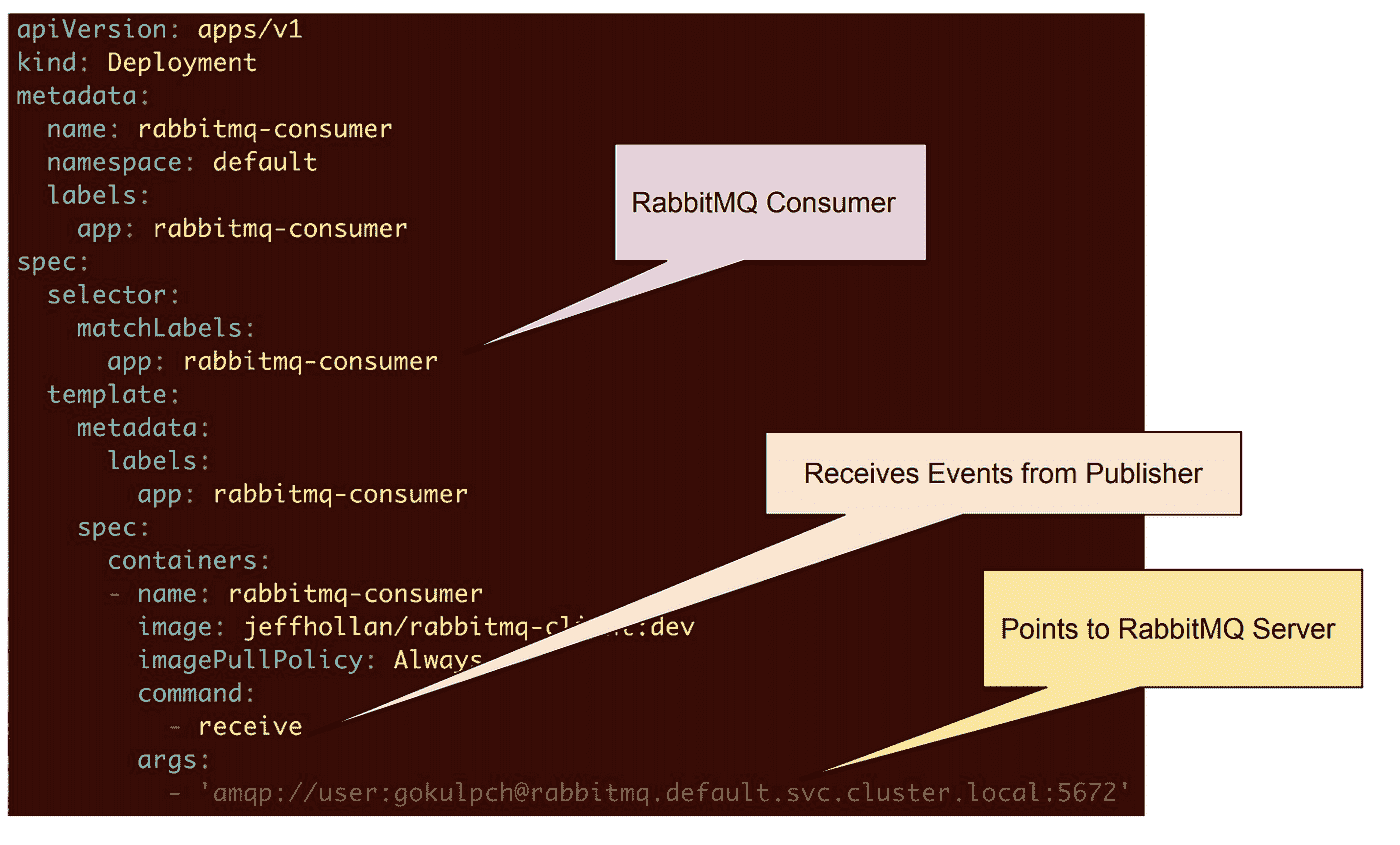 apiVersion: apps/v1
kind: Deployment
metadata:
  name: rabbitmq-consumer
  namespace: default
  labels:
    app: rabbitmq-consumer
spec:
  selector:
    matchLabels:
      app: rabbitmq-consumer
  template:
    metadata:
      labels:
        app: rabbitmq-consumer
    spec:
      containers:
      - name: rabbitmq-consumer
        image: jeffhollan/rabbitmq-client:dev
        imagePullPolicy: Always
        command:
          - receive
        args:
          - 'amqp://user:gokulpch@rabbitmq.default.svc.cluster.local:5672'
RabbitMQ Consumer
Receives Events from Publisher
Points to RabbitMQ Server